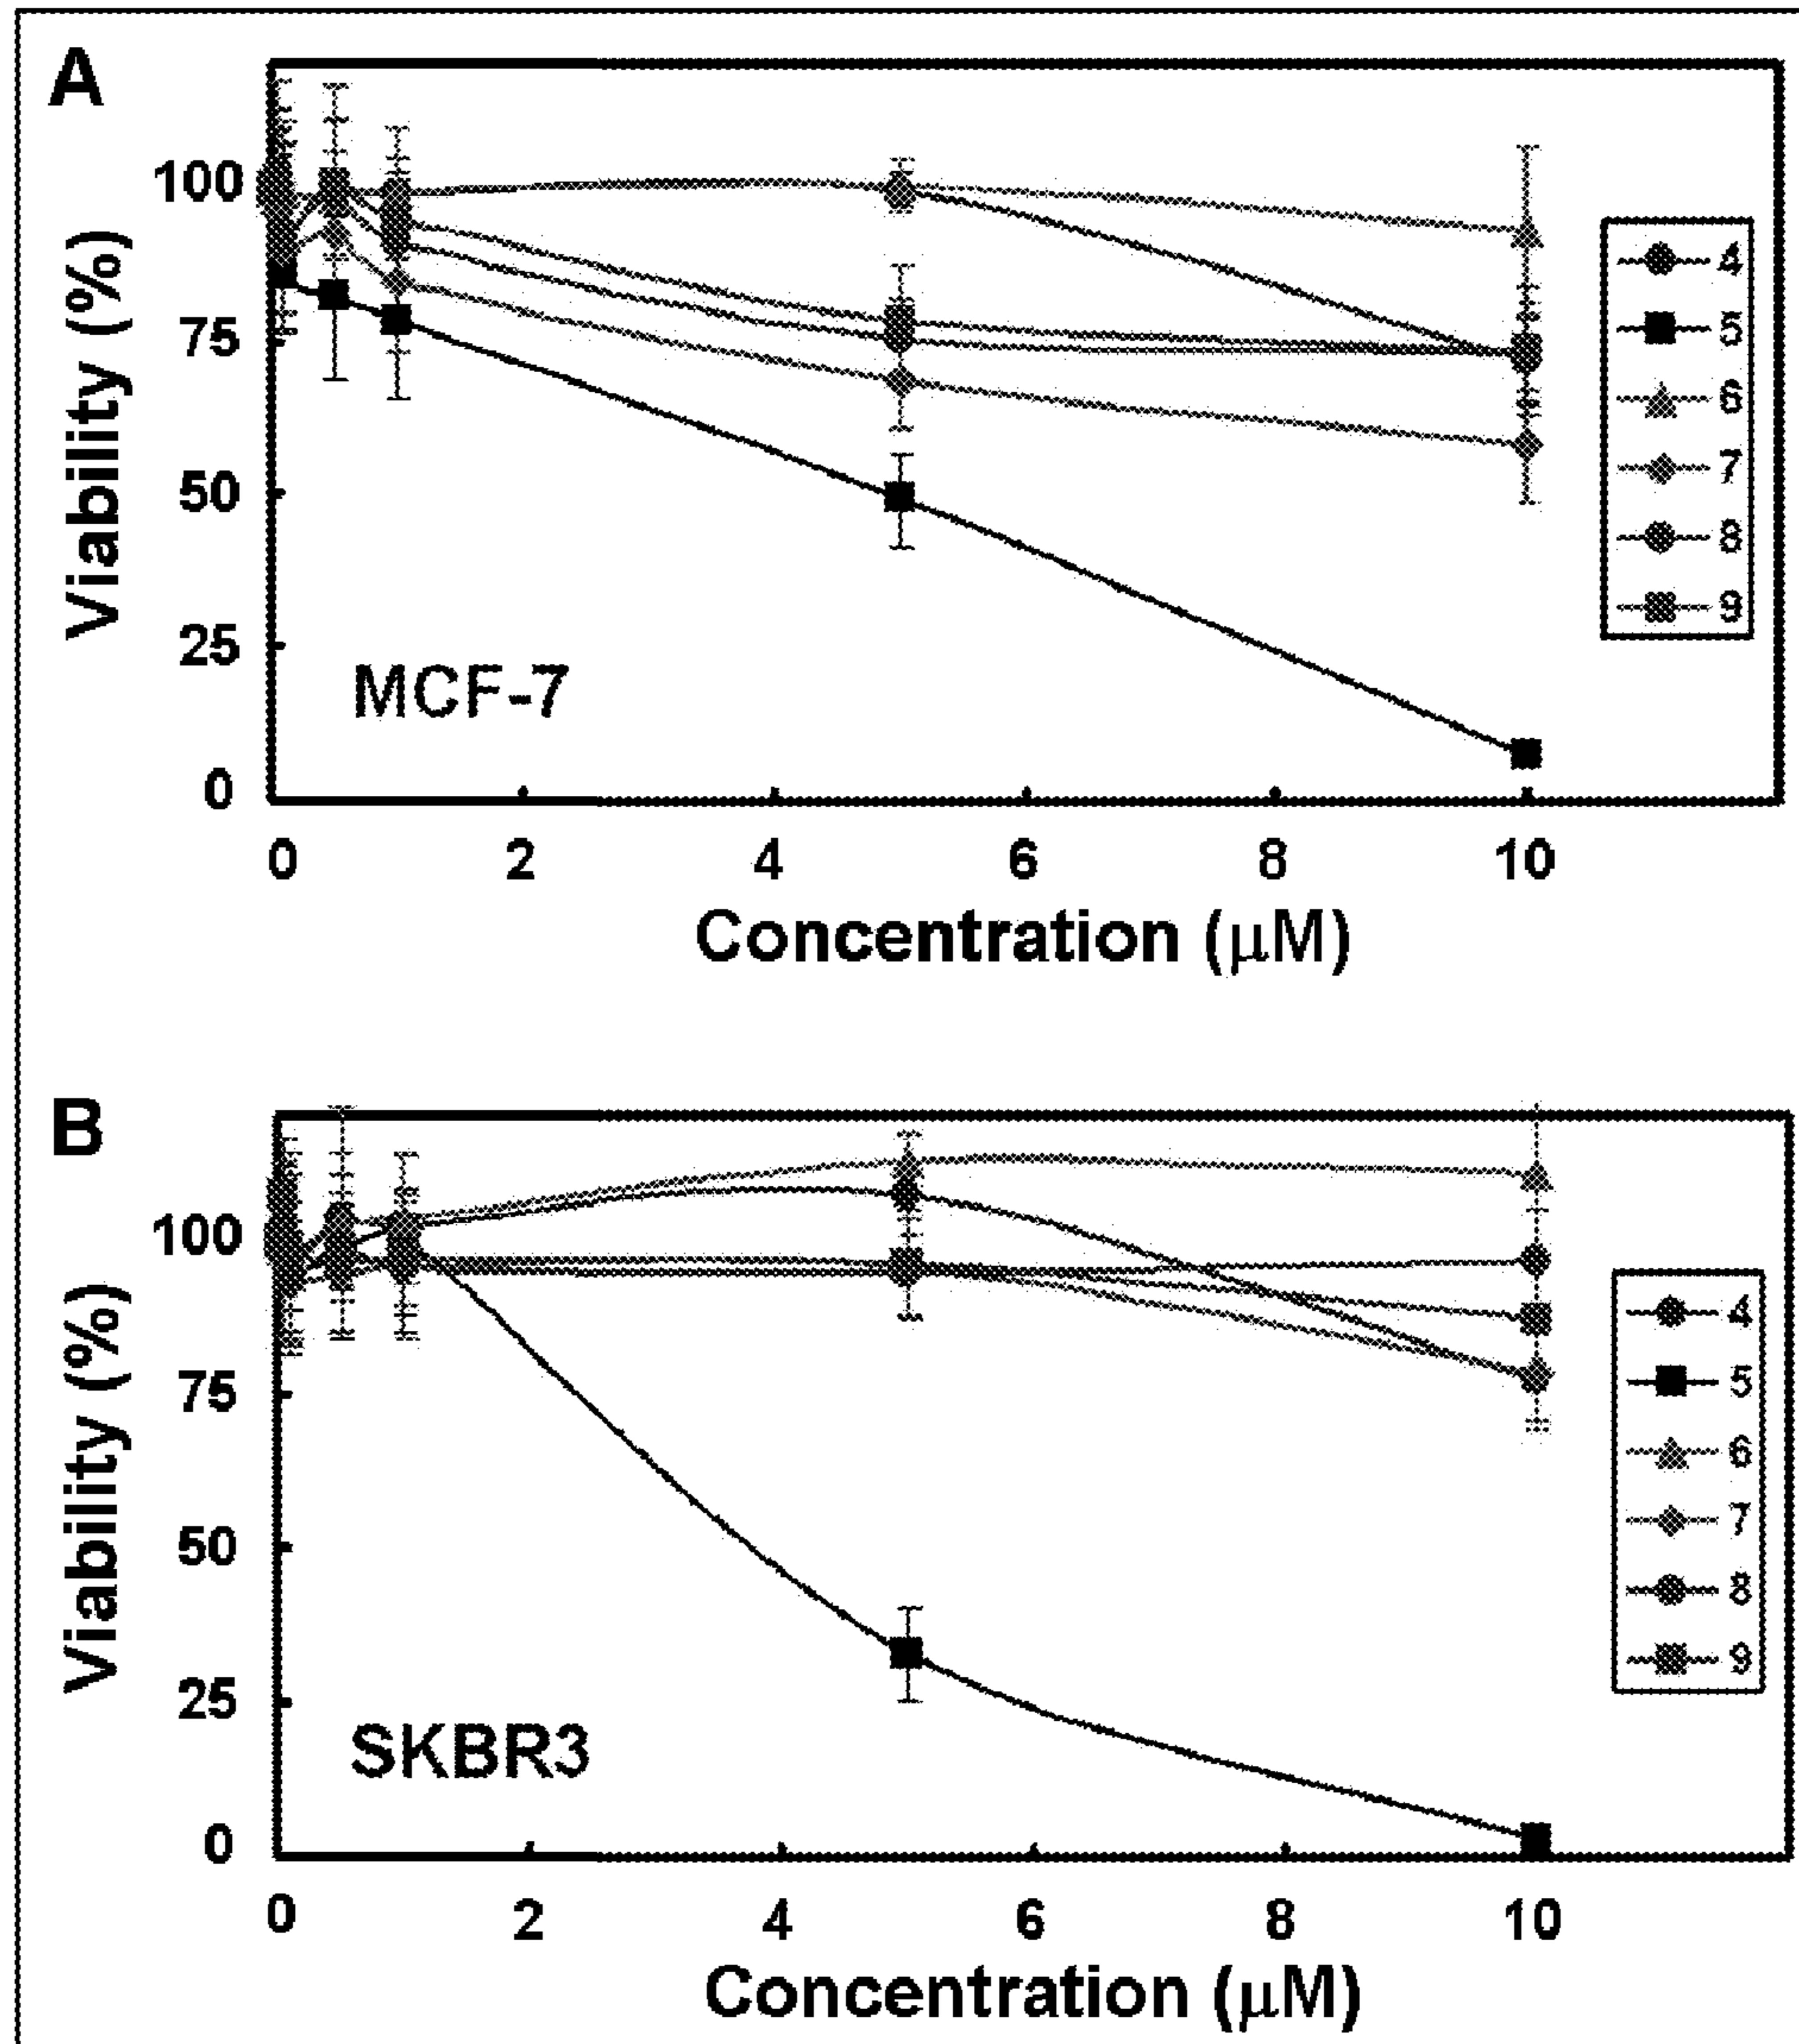 A
Viability (%)
100
75
50
25
0
MCF-7
4
5
6
7
8
9
0 2 4 6 8 10
Concentration (μM)
B
Viability (%)
100
75
50
25
0
SKBR3
4
5
6
7
8
9
0 2 4 6 8 10
Concentration (μM)